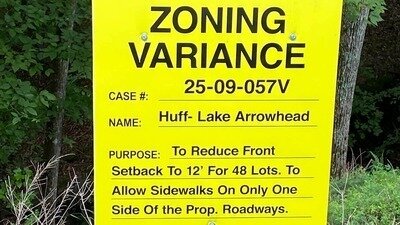 ZONING
VARIANCE
CASE #: 25-09-057V
NAME: Huff- Lake Arrowhead
PURPOSE: To Reduce Front
Setback To 12' For 48 Lots. To
Allow Sidewalks On Only One
Side Of the Prop. Roadways.